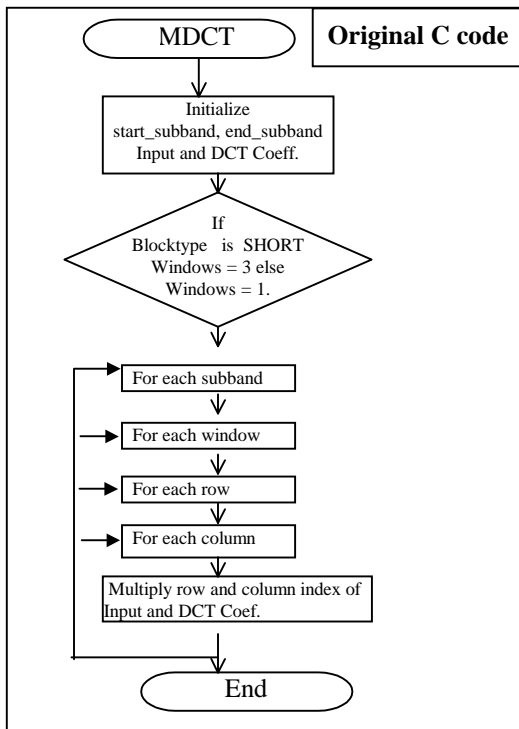 MDCT
Original C code
Initialize
start_subband, end_subband
Input and DCT Coeff.
If
Blocktype is SHORT
Windows = 3 else
Windows = 1.
For each subband
For each window
For each row
For each column
Multiply row and column index of
Input and DCT Coef.
End